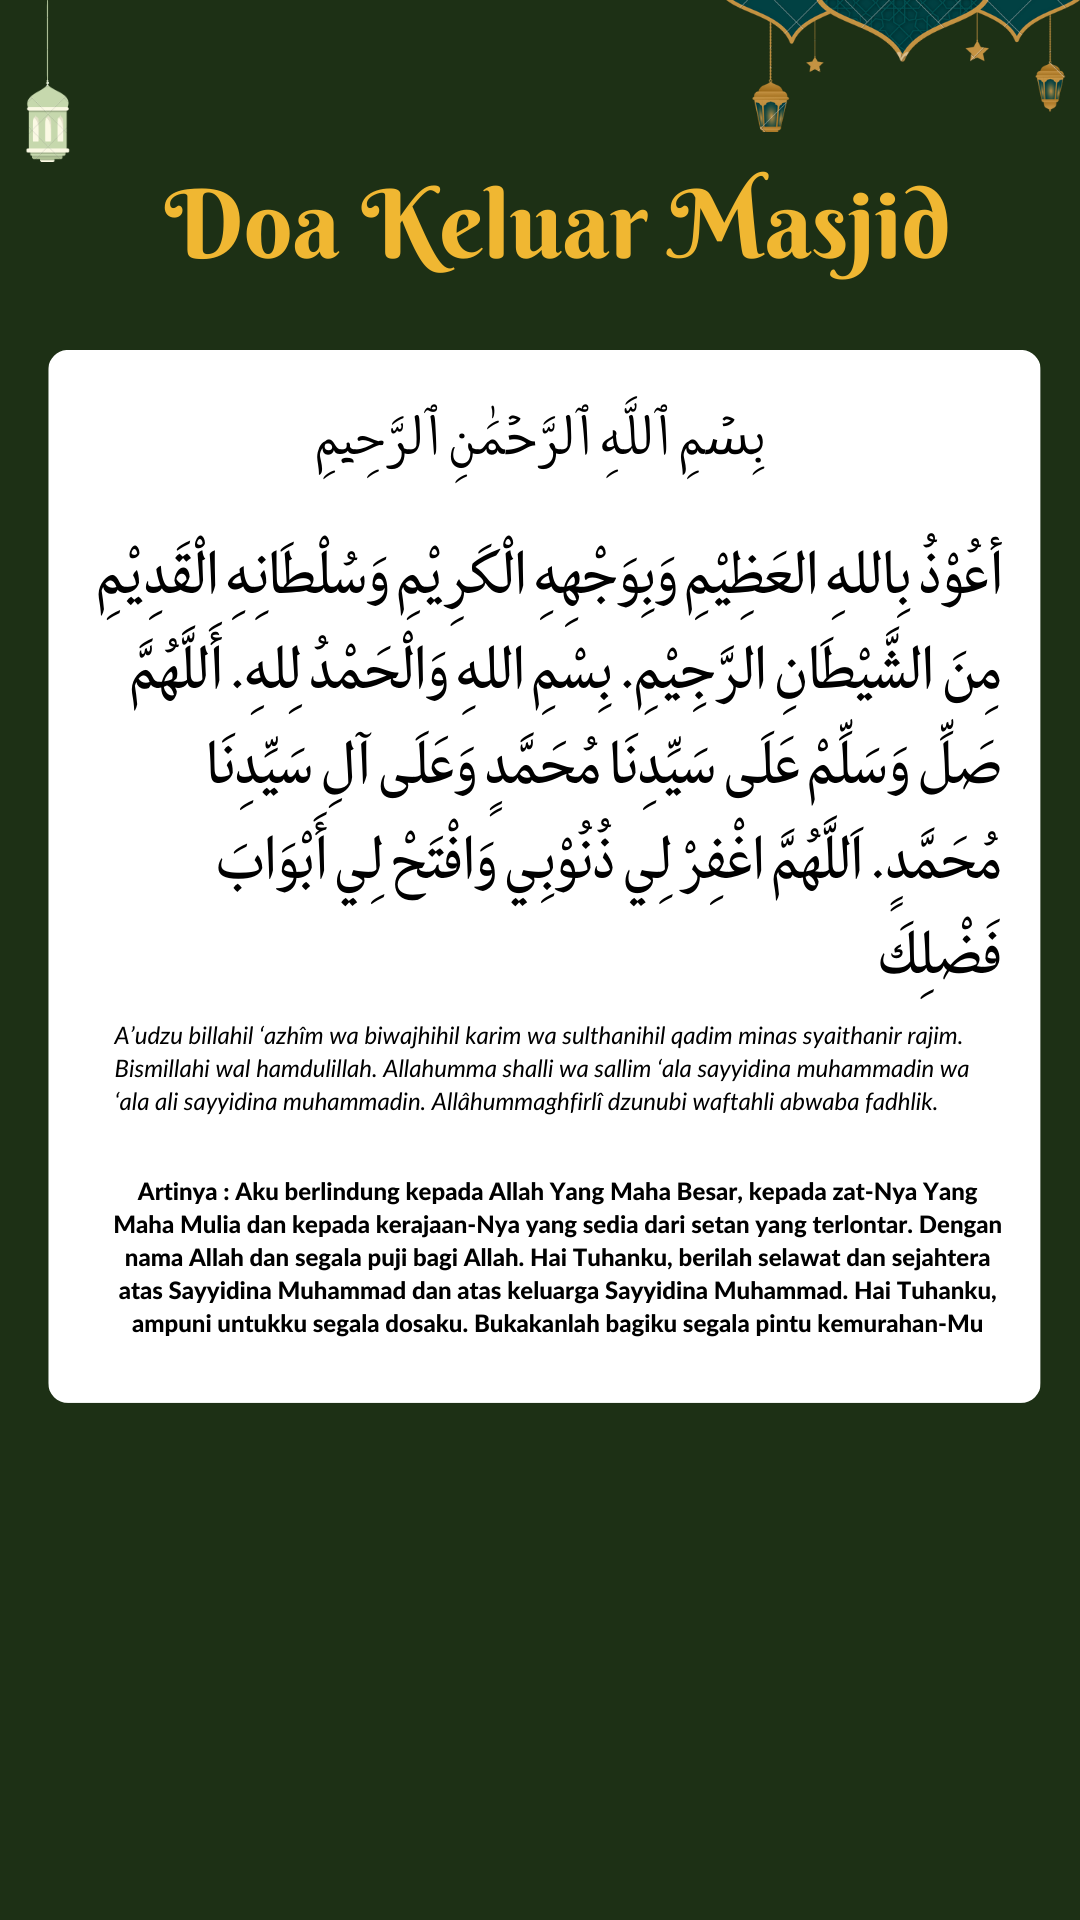 Doa Keluar Masjid
بِسۡمِ ٱللَّهِ ٱلرَّحۡمَٰنِ ٱلرَّحِيمِ
أَعُوْذُ بِاللهِ العَظِيْمِ وَبِوَجْهِهِ الْكَرِيْمِ وَسُلْطَانِهِ الْقَدِيْمِ
مِنَ الشَّيْطَانِ الرَّجِيْمِ. بِسْمِ اللهِ وَالْحَمْدُ لِلهِ. أَللَّهُمَّ
صَلِّ وَسَلِّمْ عَلَى سَيِّدِنَا مُحَمَّدٍ وَعَلَى آلِ سَيِّدِنَا
مُحَمَّدٍ. اَللَّهُمَّ اغْفِرْ لِي ذُنُوْبِي وَافْتَحْ لِي أَبْوَابَ
فَضْلِكَ
A’udzu billahil ‘azhîm wa biwajhihil karim wa sulthanihil qadim minas syaithanir rajim.
Bismillahi wal hamdulillah. Allahumma shalli wa sallim ‘ala sayyidina muhammadin wa
‘ala ali sayyidina muhammadin. Allâhummaghfirlî dzunubi waftahli abwaba fadhlik.
Artinya : Aku berlindung kepada Allah Yang Maha Besar, kepada zat-Nya Yang
Maha Mulia dan kepada kerajaan-Nya yang sedia dari setan yang terlontar. Dengan
nama Allah dan segala puji bagi Allah. Hai Tuhanku, berilah selawat dan sejahtera
atas Sayyidina Muhammad dan atas keluarga Sayyidina Muhammad. Hai Tuhanku,
ampuni untukku segala dosaku. Bukakanlah bagiku segala pintu kemurahan-Mu